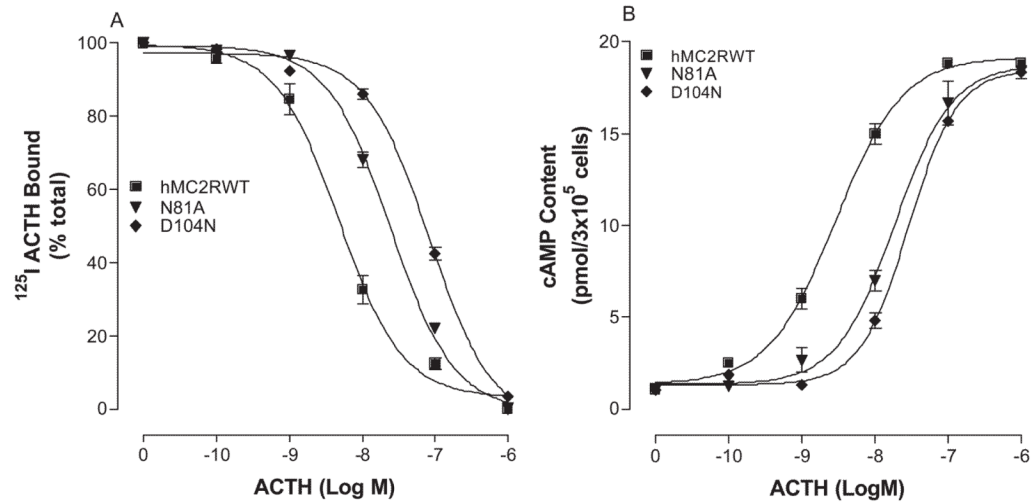 A
100
80
60
40
20
0
¹²⁵I ACTH Bound
(% total)
hMC2RWT
N81A
D104N
0 -10 -9 -8 -7 -6
ACTH (Log M)
B
20
15
10
5
0
cAMP Content
(pmol/3x10⁵ cells)
hMC2RWT
N81A
D104N
0 -10 -9 -8 -7 -6
ACTH (LogM)